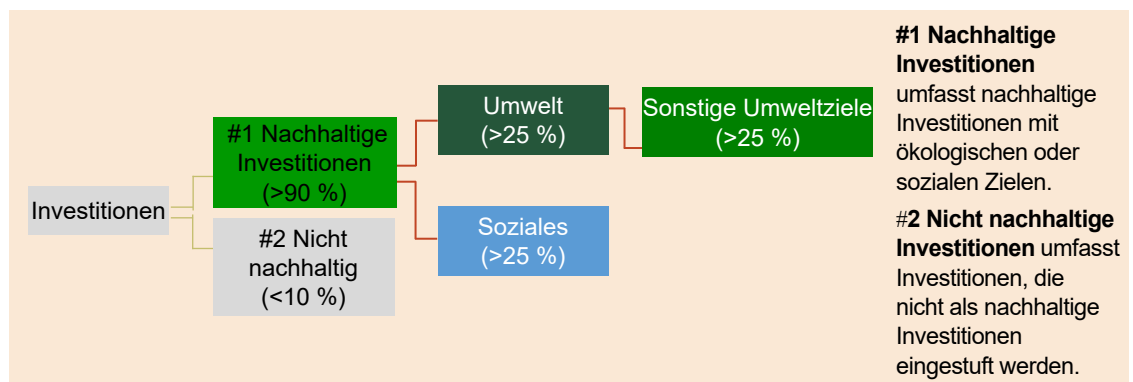 Investitionen
#1 Nachhaltige
Investitionen
(>90 %)
#2 Nicht
nachhaltig
(<10 %)
Umwelt
(>25 %)
Soziales
(>25 %)
Sonstige Umweltziele
(>25 %)
#1 Nachhaltige
Investitionen
umfasst nachhaltige
Investitionen mit
ökologischen oder
sozialen Zielen.
#2 Nicht nachhaltige
Investitionen umfasst
Investitionen, die
nicht als nachhaltige
Investitionen
eingestuft werden.